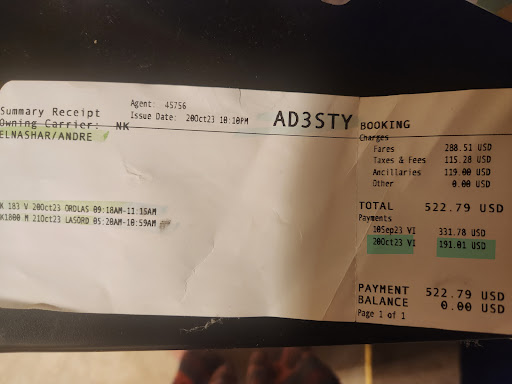 Summary Receipt
Owning Carrier: NK
ELNASHAR/ANDRE
Agent: 45756
Issue Date: 20Oct23 10:10PM
AD3STY
K 183 V 20Oct23 ORDLAS 09:18AM-11:15AM
K1800 M 21Oct23 LASORD 05:20AM-10:59AM
BOOKING
Charges
Fares 288.51 USD
Taxes & Fees 115.28 USD
Ancillaries 119.00 USD
Other 0.00 USD
TOTAL 522.79 USD
Payments
10Sep23 VI 331.78 USD
20Oct23 VI 191.01 USD
PAYMENT 522.79 USD
BALANCE 0.00 USD
Page 1 of 1